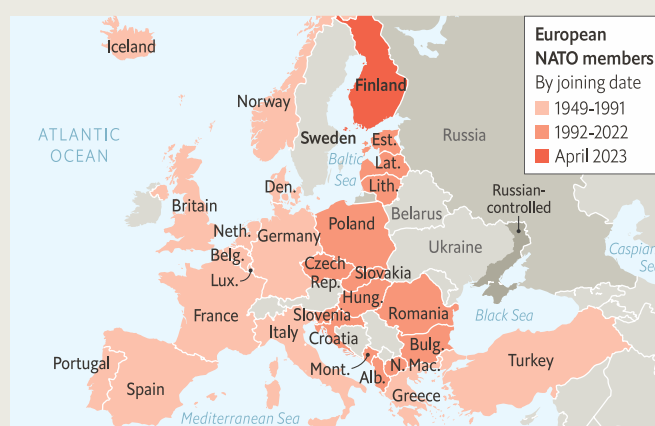 European
NATO members
By joining date
1949-1991
1992-2022
April 2023
Iceland
Finland
Norway
ATLANTIC
OCEAN
Sweden
Est.
Russia
Baltic
Sea
Lat.
Lith.
Den.
Russian-
controlled
Britain
Belarus
Neth.
Poland
Germany
Ukraine
Belg.
Czech
Rep.
Caspian
Se
Lux.
Slovakia
Hung.
France
Slovenia
Romania
Black Sea
Italy
Croatia
Bulg.
Portugal
Mont.
N. Mac.
Turkey
Alb.
Spain
Greece
Mediterranean Sea